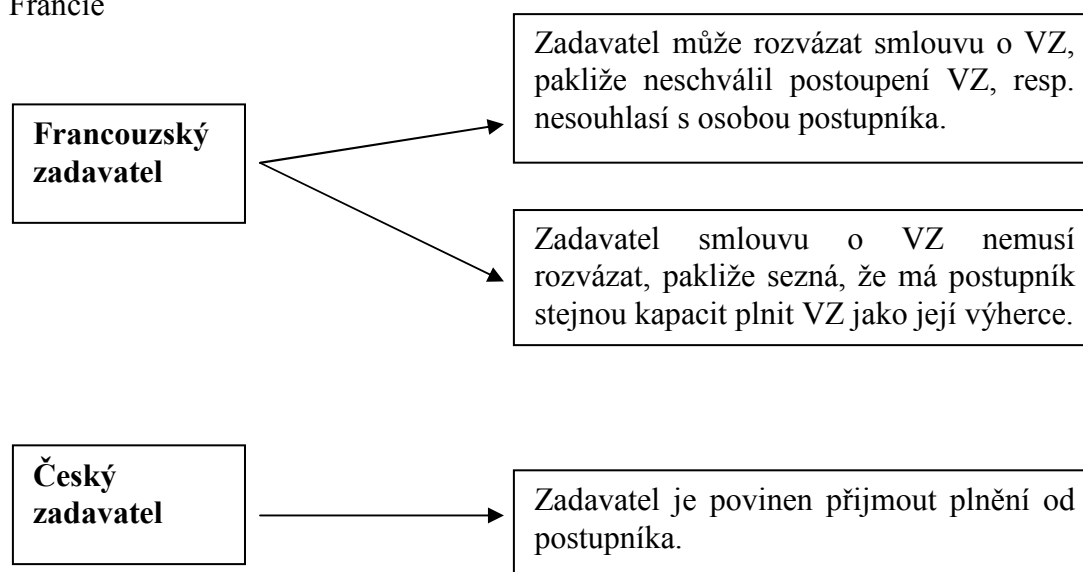 Francie
Francouzský
zadavatel
Zadavatel může rozvázat smlouvu o VZ,
pakliže neschválil postoupení VZ, resp.
nesouhlasí s osobou postupníka.
Zadavatel smlouvu o VZ nemusí
rozvázat, pakliže sezná, že má postupník
stejnou kapacit plnit VZ jako její výherce.
Český
zadavatel
Zadavatel je povinen přijmout plnění od
postupníka.